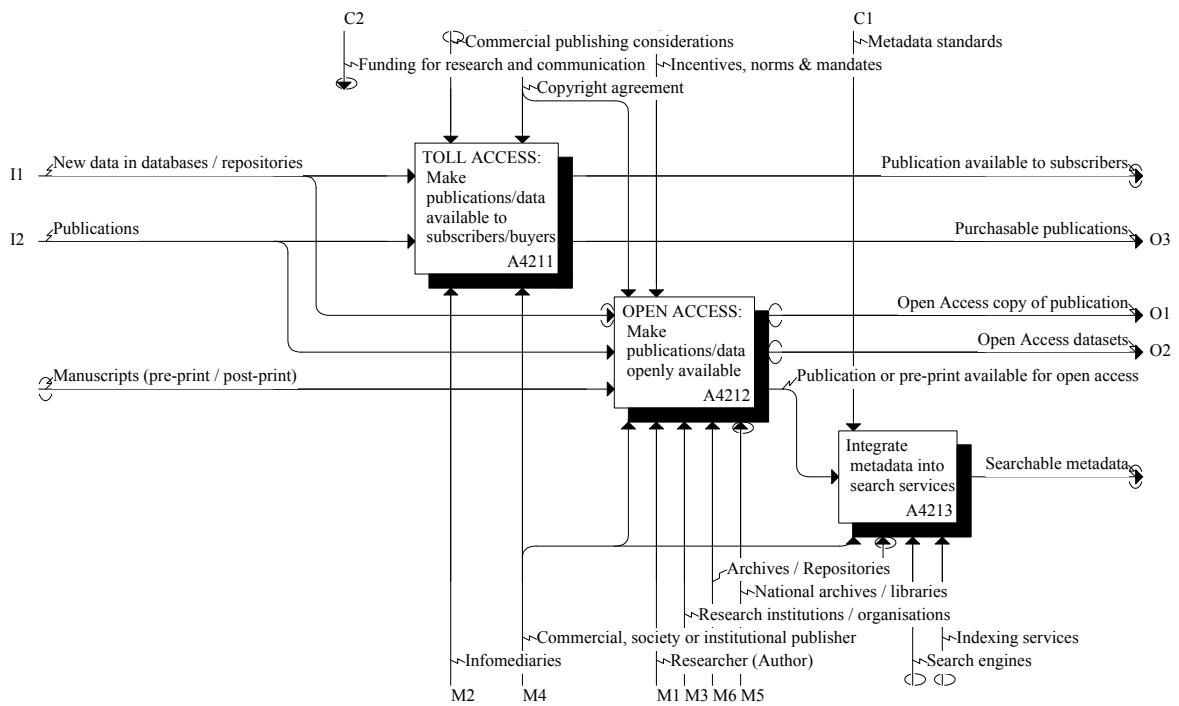 C2
C1
Commercial publishing considerations
Metadata standards
Funding for research and communication
Incentives, norms & mandates
Copyright agreement
I1
New data in databases / repositories
TOLL ACCESS:
Make
publications/data
available to
subscribers/buyers
A4211
Publication available to subscribers
I2
Publications
Purchasable publications
O3
OPEN ACCESS:
Make
publications/data
openly available
A4212
Open Access copy of publication
O1
Open Access datasets
O2
Manuscripts (pre-print / post-print)
Publication or pre-print available for open access
Integrate
metadata into
search services
A4213
Searchable metadata
Archives / Repositories
National archives / libraries
Research institutions / organisations
Commercial, society or institutional publisher
Indexing services
Infomediaries
Researcher (Author)
Search engines
M2
M4
M1
M3
M6
M5